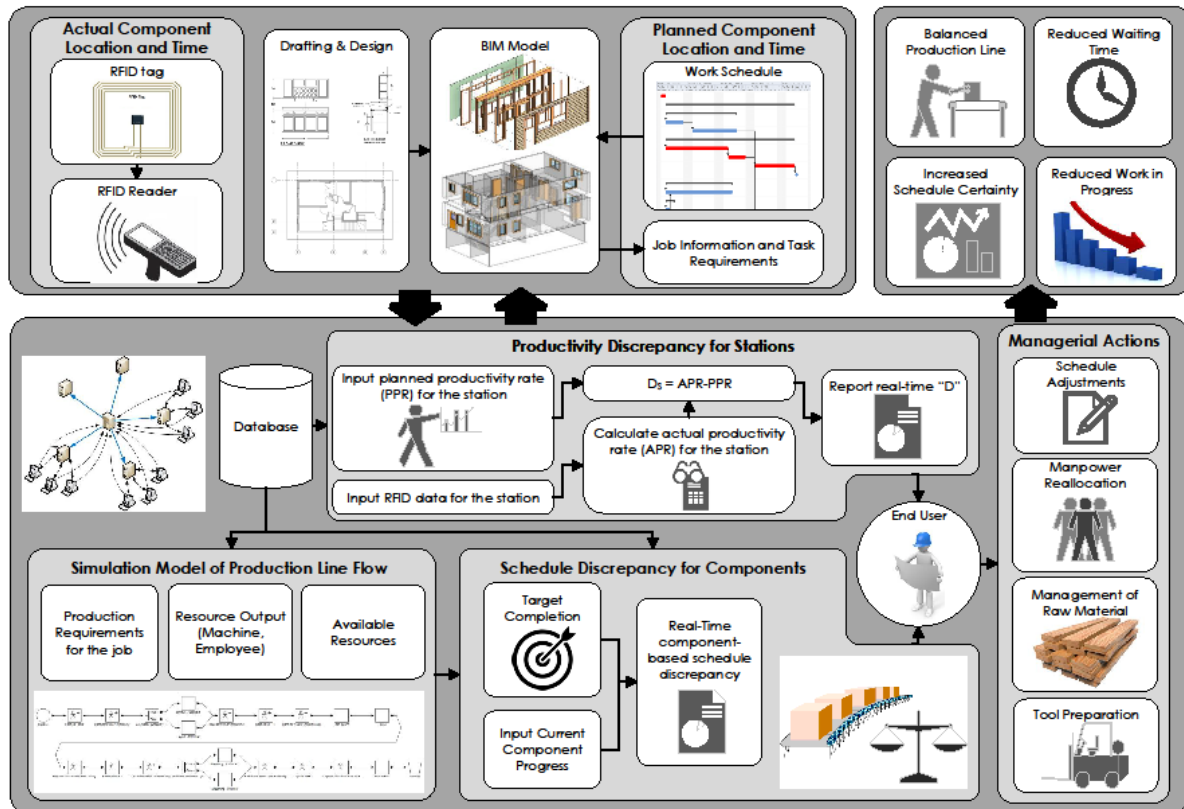 Actual Component
Location and Time
RFID tag
RFID Reader
Drafting & Design
BIM Model
Planned Component
Location and Time
Work Schedule
Job Information and Task
Requirements
Balanced
Production Line
Reduced Waiting
Time
Increased
Schedule Certainty
Reduced Work in
Progress
Database
Productivity Discrepancy for Stations
Input planned productivity rate
(PPR) for the station
Input RFID data for the station
Ds = APR-PPR
Calculate actual productivity
rate (APR) for the station
Report real-time “D”
End User
Simulation Model of Production Line Flow
Production
Requirements
for the job
Resource Output
(Machine,
Employee)
Available
Resources
Schedule Discrepancy for Components
Target
Completion
Input Current
Component
Progress
Real-Time
component-
based schedule
discrepancy
Managerial Actions
Schedule
Adjustments
Manpower
Reallocation
Management of
Raw Material
Tool Preparation